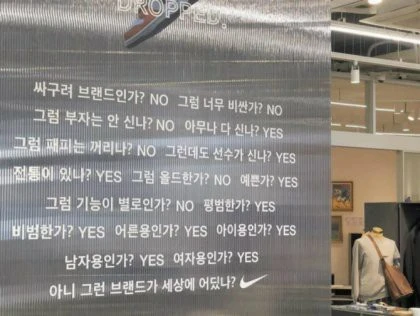 DROPPED.
싸구려 브랜드인가? NO 그럼 너무 비싼가? NO
그럼 부자는 안 신나? NO 아무나 다 신나? YES
그럼 패피는 꺼리나? NO 그런데도 선수가 신나? YES
전통이 있나? YES 그럼 올드한가? NO 예쁜가? YES
그럼 기능이 별로인가? NO 평범한가? YES
비범한가? YES 어른용인가? YES 아이용인가? YES
남자용인가? YES 여자용인가? YES
아니 그런 브랜드가 세상에 어딨나?